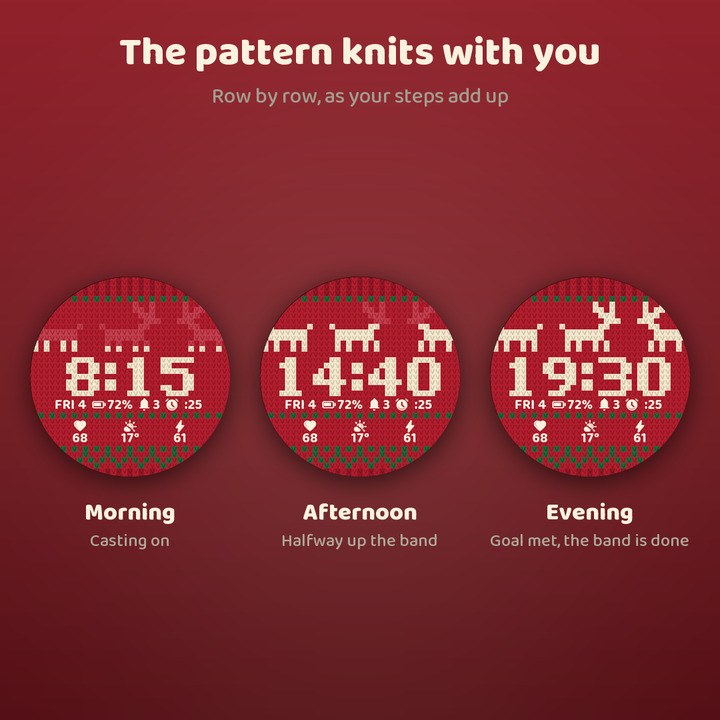 The pattern knits with you
Row by row, as your steps add up
8:15
FRI 4 72% 3 :25
68 17° 61
14:40
FRI 4 72% 3 :25
68 17° 61
19:30
FRI 4 72% 3 :25
68 17° 61
Morning
Afternoon
Evening
Casting on
Halfway up the band
Goal met, the band is done